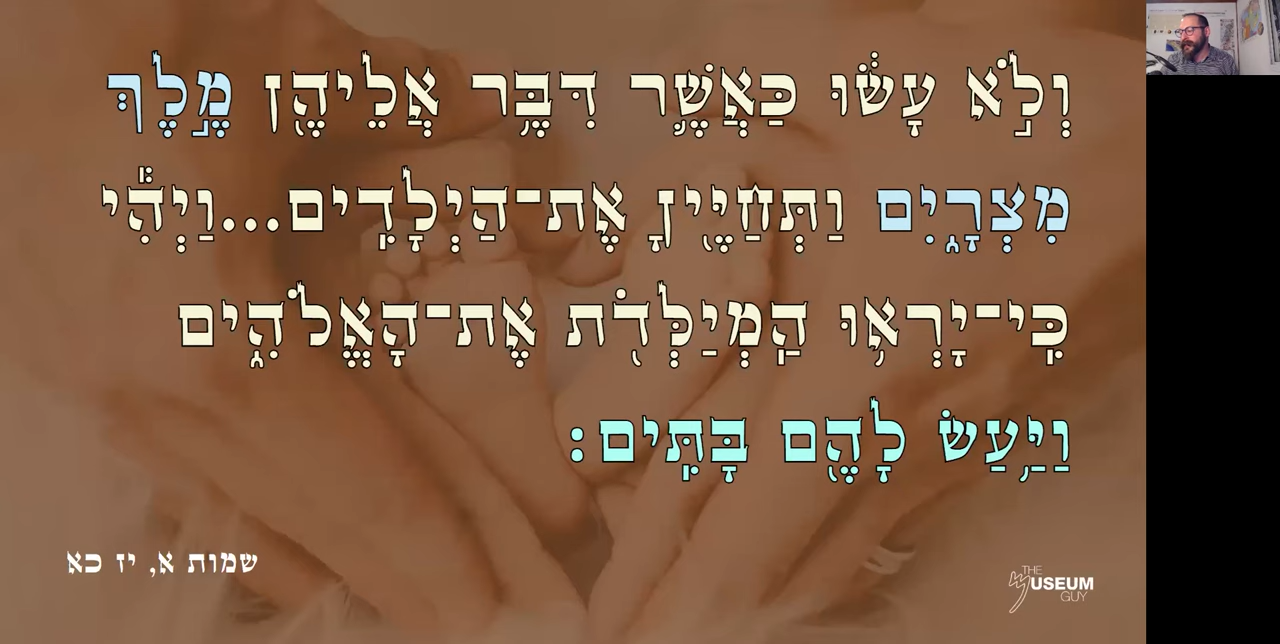 וְלֹ֣א עָשׂ֔וּ כַּאֲשֶׁ֛ר דִּבֶּ֥ר אֲלֵיהֶ֖ן מֶ֣לֶךְ
מִצְרָ֑יִם וַתְּחַיֶּ֖יןָ אֶת־הַיְלָדִֽים...וַיְהִ֕י
כִּֽי־יָרְא֥וּ הַֽמְיַלְּדֹ֖ת אֶת־הָאֱלֹהִ֑ים
וַיַּ֥עַשׂ לָהֶ֖ם בָּתִּֽים׃
שמות א, יז כא
THE
MUSEUM
GUY